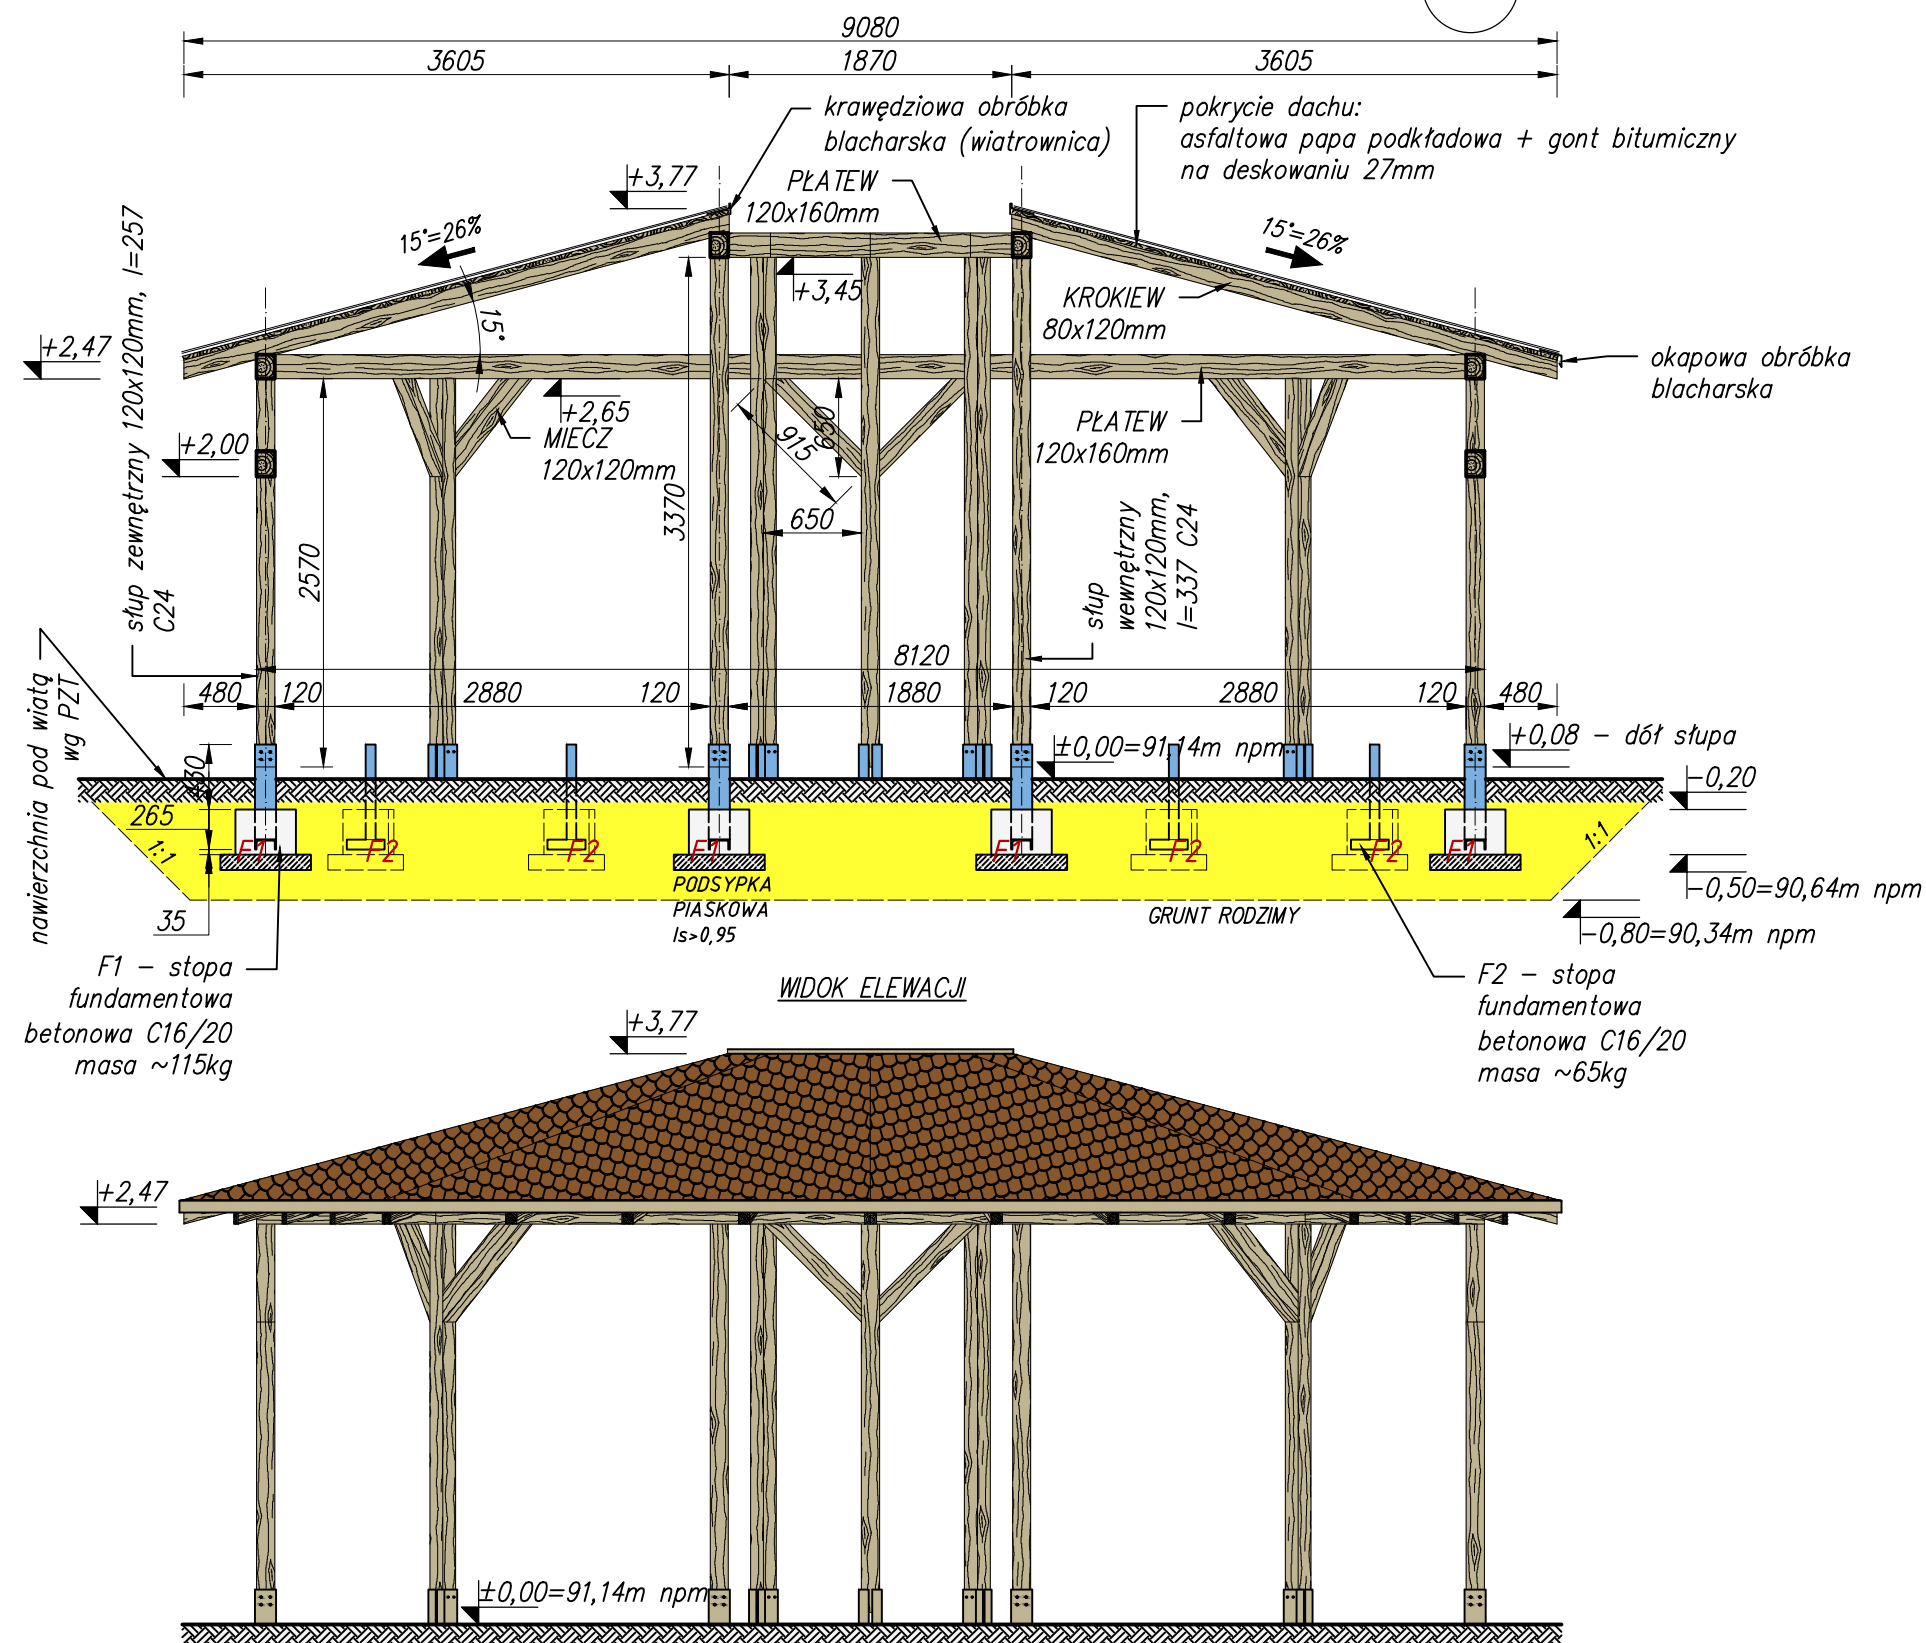 9080
3605
1870
3605
krawędziowa obróbka
blacharska (wiatrownica)
pokrycie dachu:
asfaltowa papa podkładowa + gont bitumiczny
na deskowaniu 27mm
+3,77
PŁATEW
120x160mm
15°=26%
15°=26%
+3,45
15°
KROKIEW
80x120mm
+2,47
okapowa obróbka
blacharska
+2,65
MIECZ
120x120mm
650
915
650
PŁATEW
120x160mm
+2,00
słup zewnętrzny 120x120mm, l=257
C24
2570
3370
słup
wewnętrzny
120x120mm,
l=337 C24
8120
480
120
2880
120
1880
120
2880
120
480
nawierzchnia pod wiatą
wg PZT
±0,00=91,14m npm
+0,08 – dół słupa
430
-0,20
265
1:1
1:1
F1
F2
F2
F1
F1
F2
F2
F1
35
PODSYPKA
PIASKOWA
Is>0,95
GRUNT RODZIMY
-0,50=90,64m npm
-0,80=90,34m npm
F1 – stopa
fundamentowa
betonowa C16/20
masa ~115kg
F2 – stopa
fundamentowa
betonowa C16/20
masa ~65kg
WIDOK ELEWACJI
+3,77
+2,47
±0,00=91,14m npm